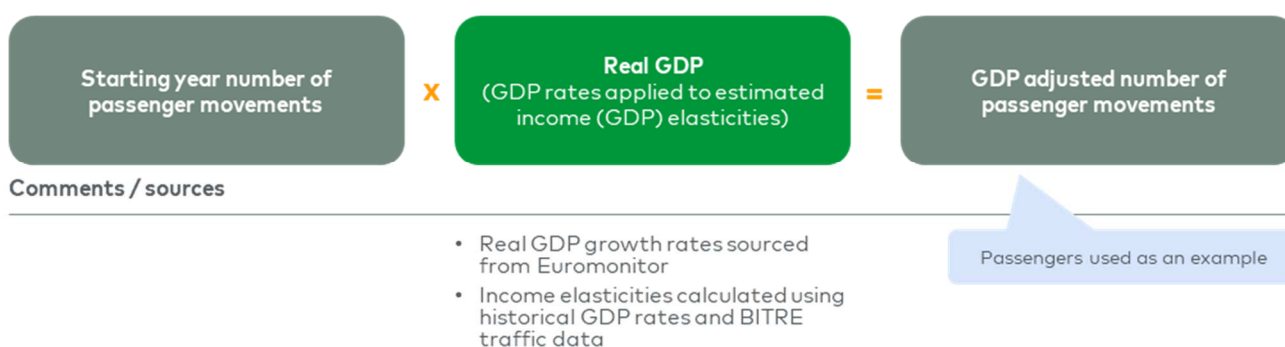 Starting year number of
passenger movements
x
Real GDP
(GDP rates applied to estimated
income (GDP) elasticities)
=
GDP adjusted number of
passenger movements
Comments / sources
• Real GDP growth rates sourced
from Euromonitor
• Income elasticities calculated using
historical GDP rates and BITRE
traffic data
Passengers used as an example